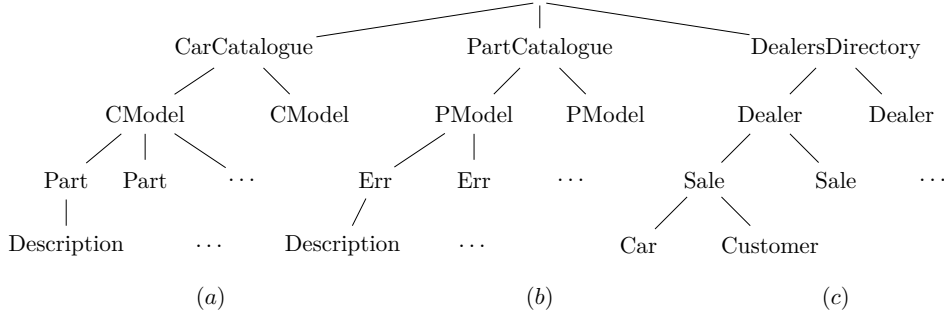 CarCatalogue PartCatalogue DealersDirectory
CModel CModel PModel PModel Dealer Dealer
Part Part ... Err Err ... Sale Sale ...
Description ... Description ... Car Customer
(a) (b) (c)